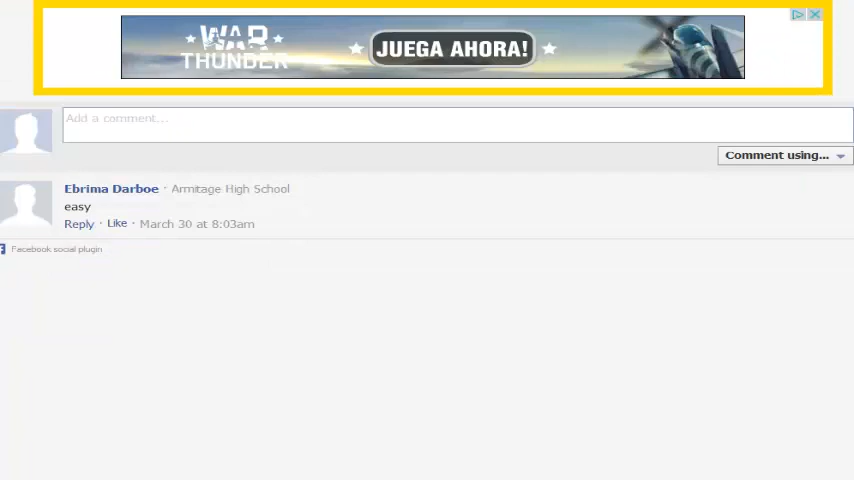 WAR
THUNDER
JUEGA AHORA!
Add a comment...
Comment using...
Ebrima Darboe · Armitage High School
easy
Reply · Like · March 30 at 8:03am
Facebook social plugin